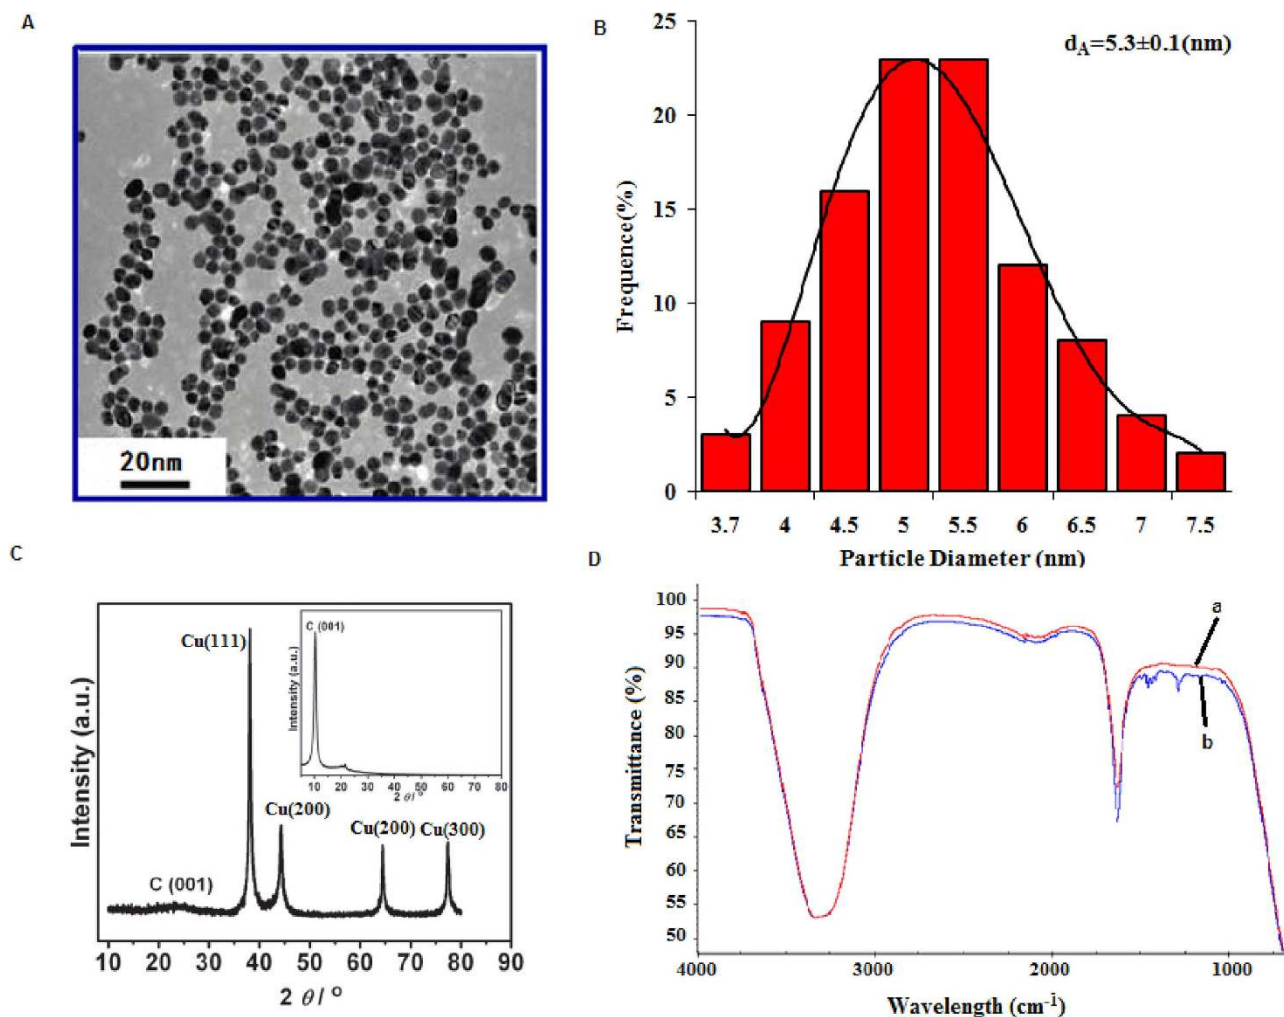 A
20nm
B
d_A=5.3±0.1(nm)
25
20
15
10
5
0
Frequence(%)
3.7 4 4.5 5 5.5 6 6.5 7 7.5
Particle Diameter (nm)
C
Cu(111)
Cu(200)
Cu(200)
Cu(300)
C (001)
Intensity (a.u.)
10 20 30 40 50 60 70 80 90
2 θ/ °
C (001)
Intensity (a.u.)
10 20 30 40 50 60 70 80
2 θ/ °
D
100
95
90
85
80
75
70
65
60
55
50
Transmittance (%)
a
b
4000 3000 2000 1000
Wavelength (cm⁻¹)